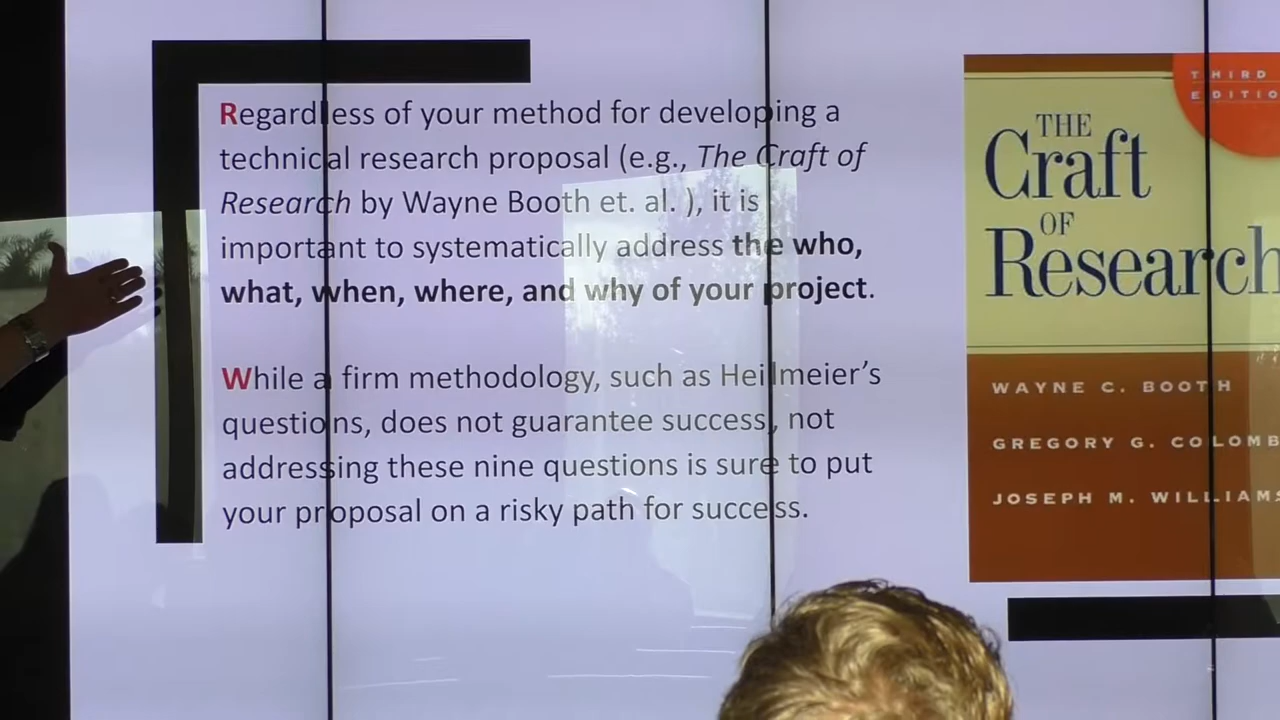 Regardless of your method for developing a
technical research proposal (e.g., The Craft of
Research by Wayne Booth et. al. ), it is
important to systematically address the who,
what, when, where, and why of your project.
While a firm methodology, such as Heilmeier's
questions, does not guarantee success, not
addressing these nine questions is sure to put
your proposal on a risky path for success.
THIRD
EDITIO
THE
Craft
OF
Research
WAYNE C. BOOTH
GREGORY G. COLOMB
JOSEPH M. WILLIAMS